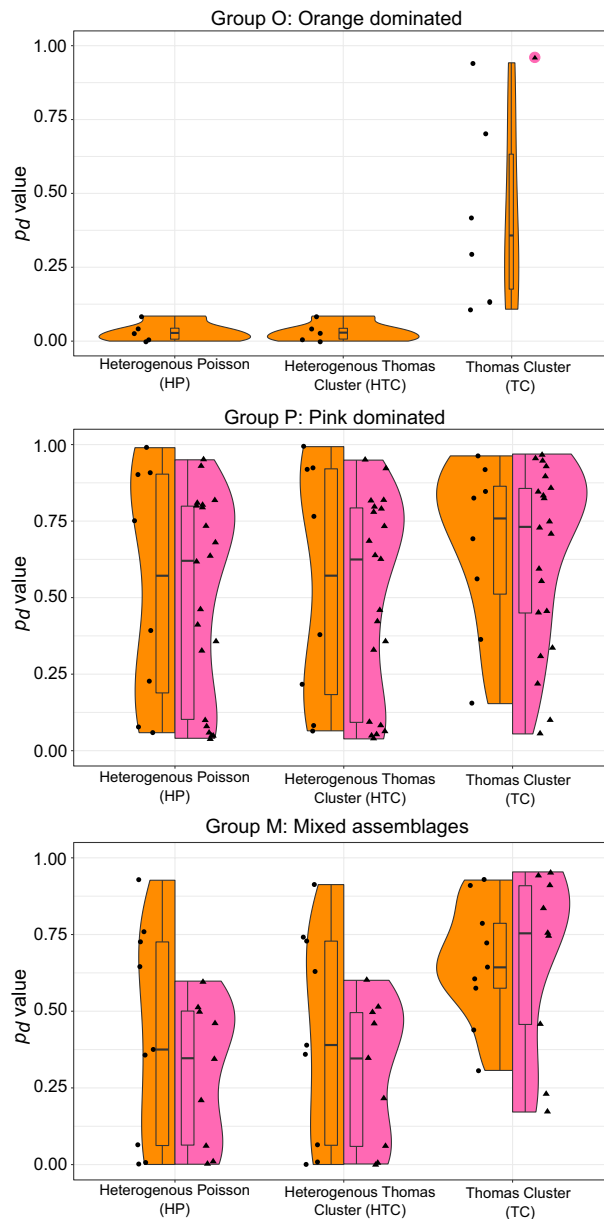 Group O: Orange dominated
1.00
0.75
0.50
0.25
0.00
pd value
Heterogenous Poisson
(HP)
Heterogenous Thomas
Cluster (HTC)
Thomas Cluster
(TC)
Group P: Pink dominated
1.00
0.75
0.50
0.25
0.00
pd value
Heterogenous Poisson
(HP)
Heterogenous Thomas
Cluster (HTC)
Thomas Cluster
(TC)
Group M: Mixed assemblages
1.00
0.75
0.50
0.25
0.00
pd value
Heterogenous Poisson
(HP)
Heterogenous Thomas
Cluster (HTC)
Thomas Cluster
(TC)